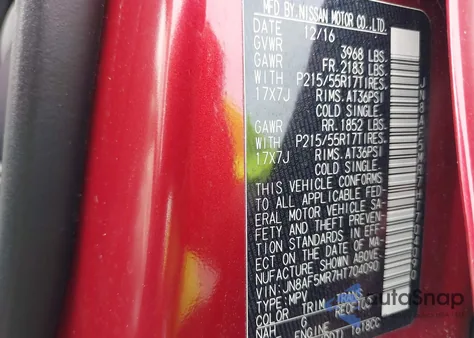 MFD BY NISSAN MOTOR CO.,LTD.
DATE 12/16
GVWR 3968 LBS.
GAWR FR. 2183 LBS.
WITH P215/55R17TIRES.
17X7J RIMS. AT36PSI
COLD SINGLE.
GAWR RR. 1852 LBS.
WITH P215/55R17TIRES.
17X7J RIMS. AT36PSI
COLD SINGLE.
THIS VEHICLE CONFORMS
TO ALL APPLICABLE FED-
ERAL MOTOR VEHICLE SA-
FETY AND THEFT PREVEN-
TION STANDARDS IN EFF-
ECT ON THE DATE OF MA-
NUFACTURE SHOWN ABOVE.
VIN:JN8AF5MR7HT704090
TYPE:MPV
COLOR TRIM TRANS
G
NAH ENGINE 1618CC
AutoSnap